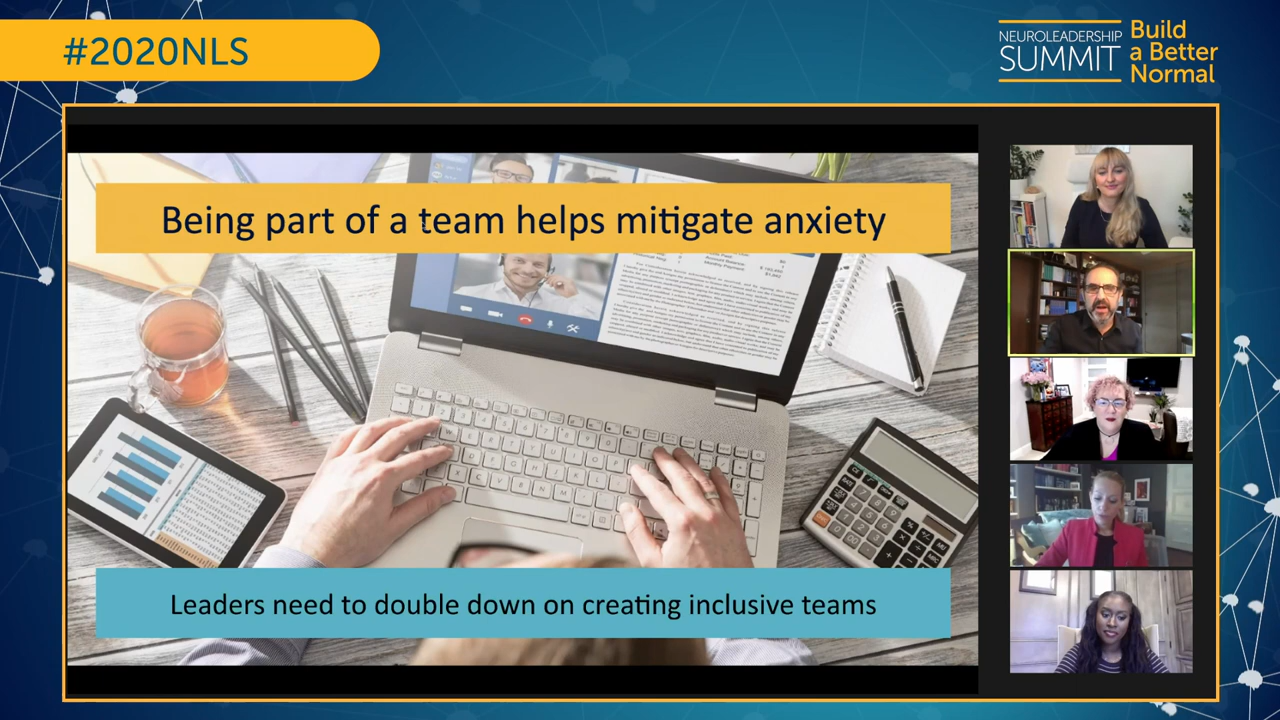 #2020NLS
NEUROLEADERSHIP
SUMMIT
Build
a Better
Normal
Being part of a team helps mitigate anxiety
Leaders need to double down on creating inclusive teams